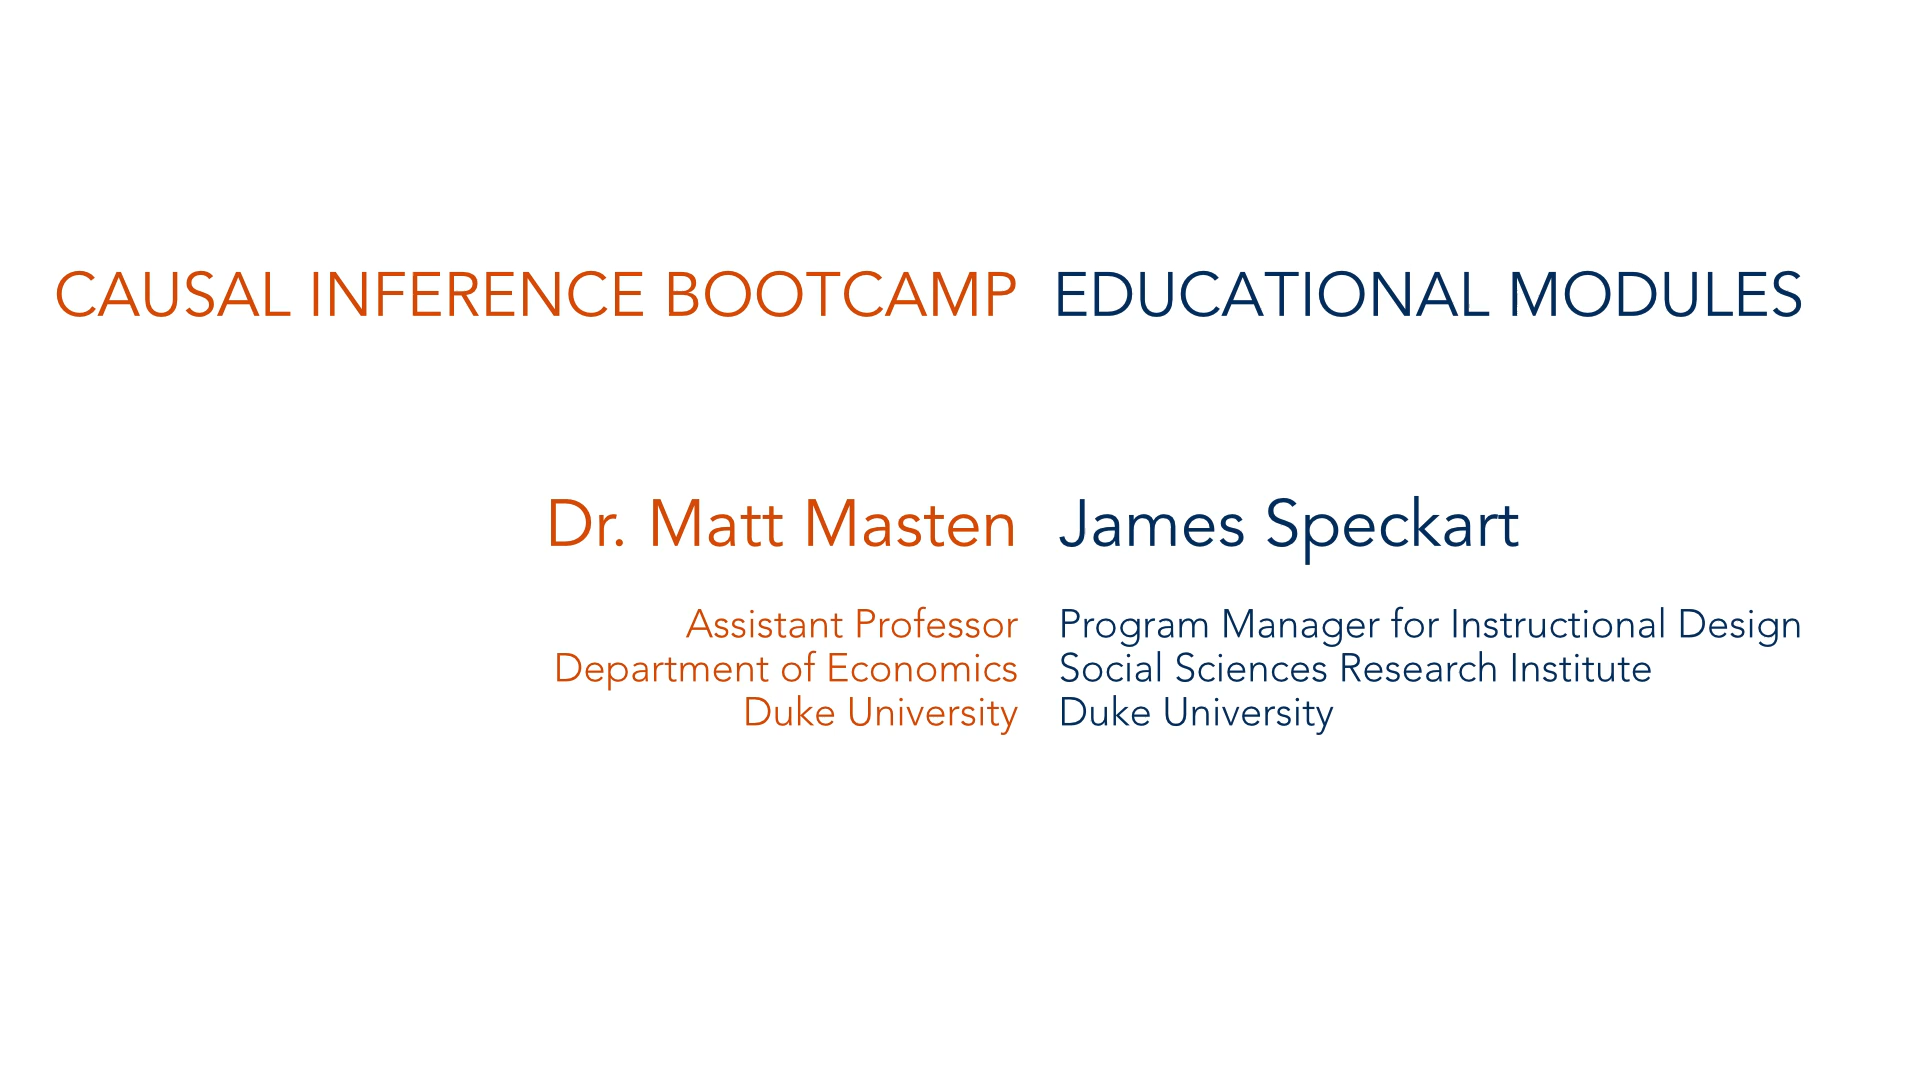 CAUSAL INFERENCE BOOTCAMP EDUCATIONAL MODULES
Dr. Matt Masten
Assistant Professor
Department of Economics
Duke University
James Speckart
Program Manager for Instructional Design
Social Sciences Research Institute
Duke University